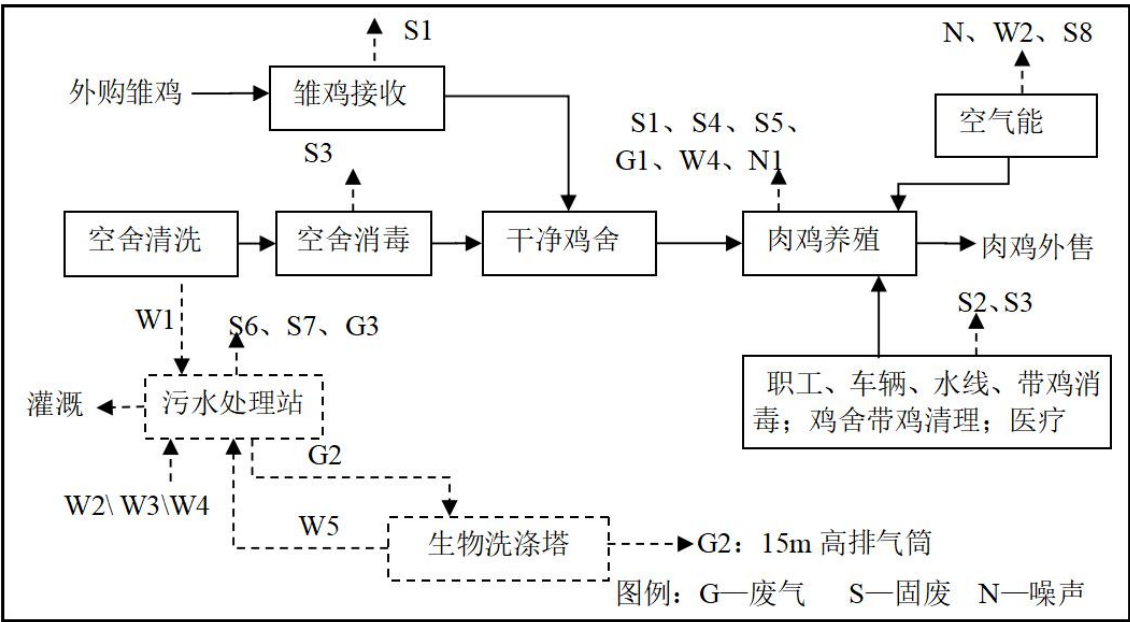 S1
N、W2、S8
外购雏鸡
雏鸡接收
空气能
S1、S4、S5、
G1、W4、N1
S3
空舍清洗
空舍消毒
干净鸡舍
肉鸡养殖
肉鸡外售
W1
S6、S7、G3
S2、S3
灌溉
污水处理站
职工、车辆、水线、带鸡消
毒；鸡舍带鸡清理；医疗
G2
W2\ W3\W4
W5
生物洗涤塔
G2：15m 高排气筒
图例：G—废气 S—固废 N—噪声